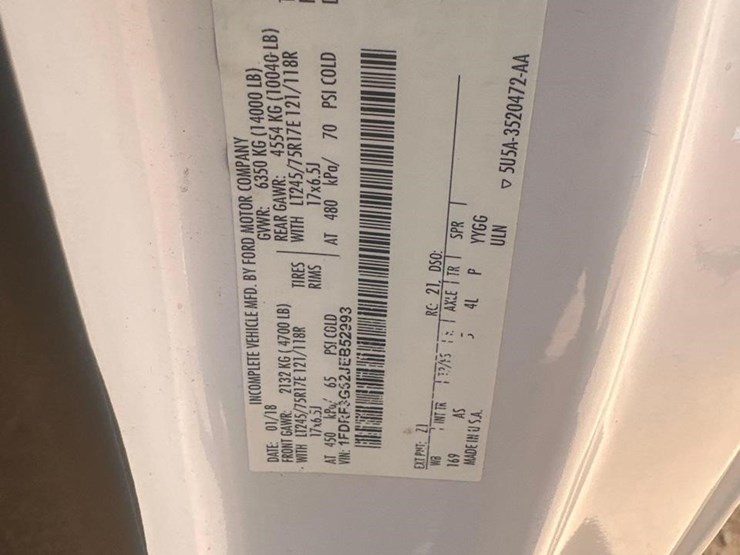 INCOMPLETE VEHICLE MFD. BY FORD MOTOR COMPANY
DATE: 01/18 GVWR: 6350 KG (14000 LB)
FRONT GAWR: 2132 KG (4700 LB) REAR GAWR: 4554 KG (10040 LB)
WITH LT245/75R17E 121/118R TIRES WITH LT245/75R17E 121/118R
17x6.5J RIMS 17x6.5J
AT 450 kPa/ 65 PSI COLD AT 480 kPa/ 70 PSI COLD
VIN:
EXT PNT: Z1 RC: 21 DSO:
WB INT TR AXLE TR SPR
169 AS 4L P YYGG
MADE IN U.S.A. ULN
▽ 5U5A-3520472-AA